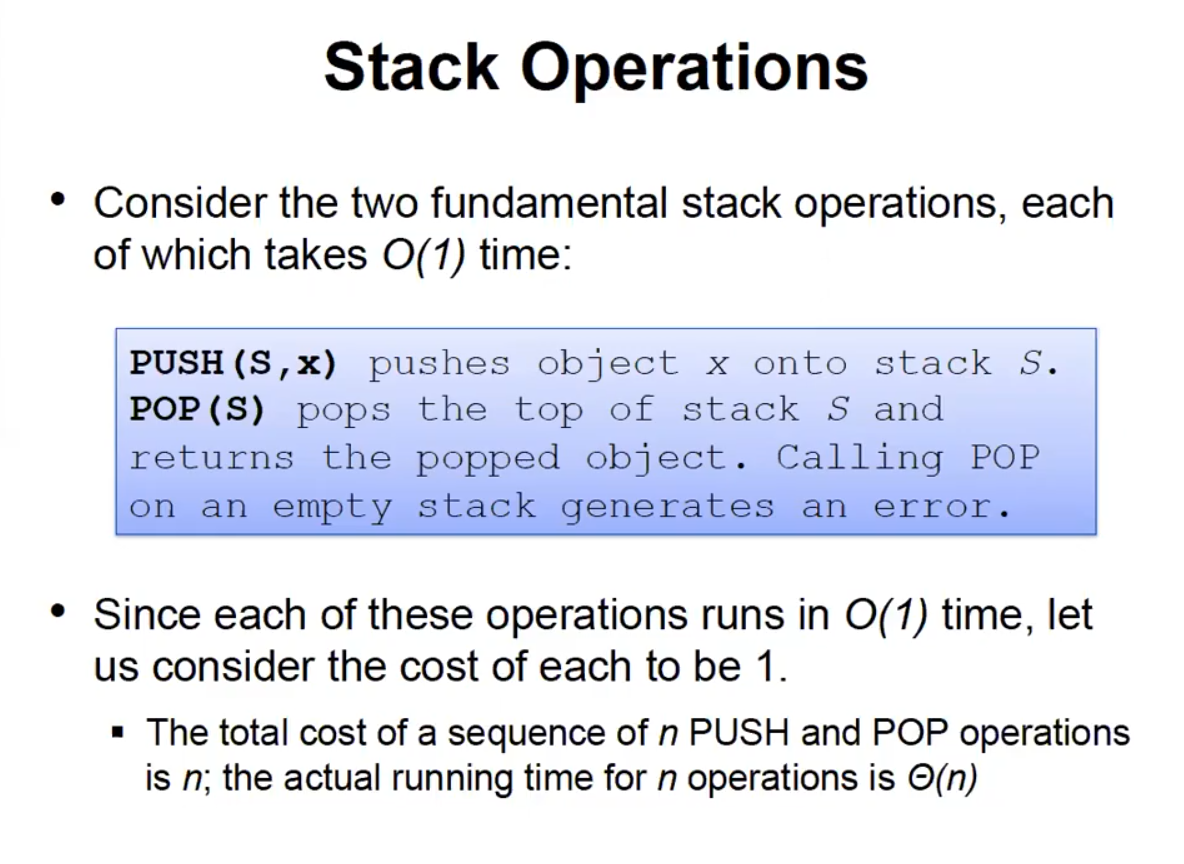 Stack Operations
• Consider the two fundamental stack operations, each
of which takes O(1) time:
PUSH(S,x) pushes object x onto stack S.
POP(S) pops the top of stack S and
returns the popped object. Calling POP
on an empty stack generates an error.
• Since each of these operations runs in O(1) time, let
us consider the cost of each to be 1.
▪ The total cost of a sequence of n PUSH and POP operations
is n; the actual running time for n operations is Θ(n)